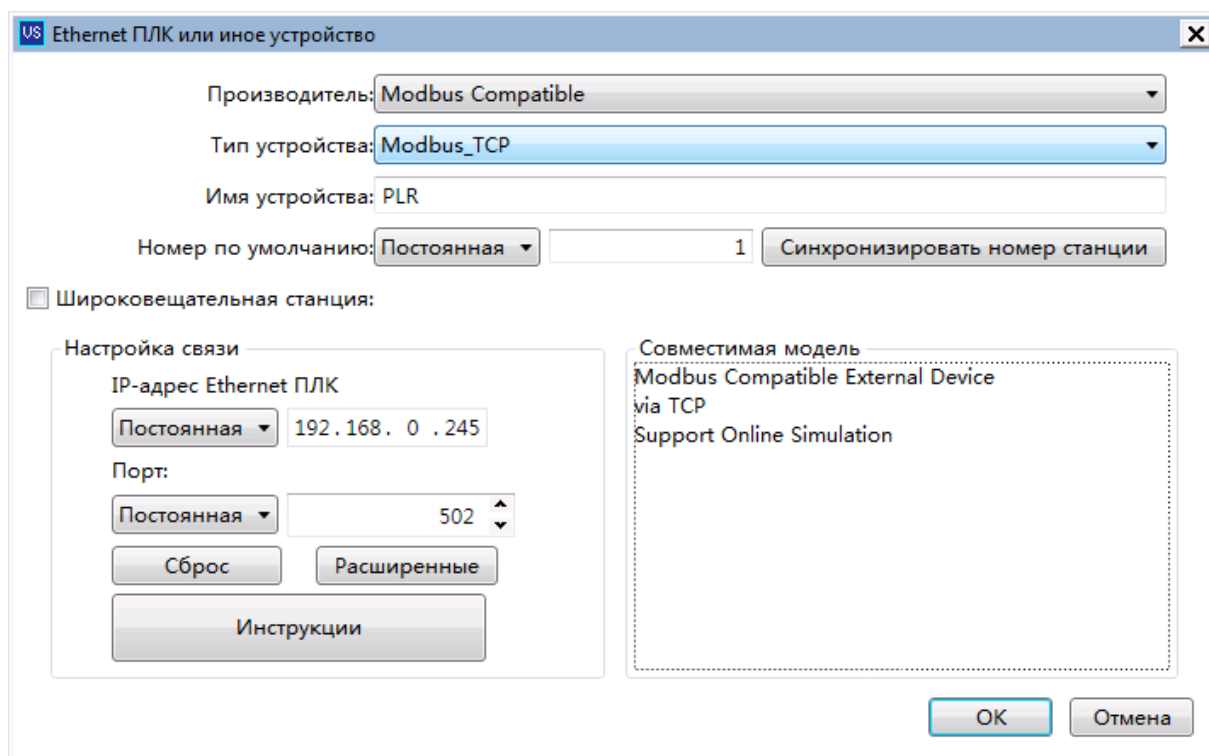 VS Ethernet ПЛК или иное устройство
Производитель: Modbus Compatible
Тип устройства: Modbus_TCP
Имя устройства: PLR
Номер по умолчанию: Постоянная 1 Синхронизировать номер станции
Широковещательная станция:
Настройка связи
IP-адрес Ethernet ПЛК
Постоянная 192.168. 0 .245
Порт:
Постоянная 502
Сброс Расширенные
Инструкции
Совместимая модель
Modbus Compatible External Device
via TCP
Support Online Simulation
OK Отмена